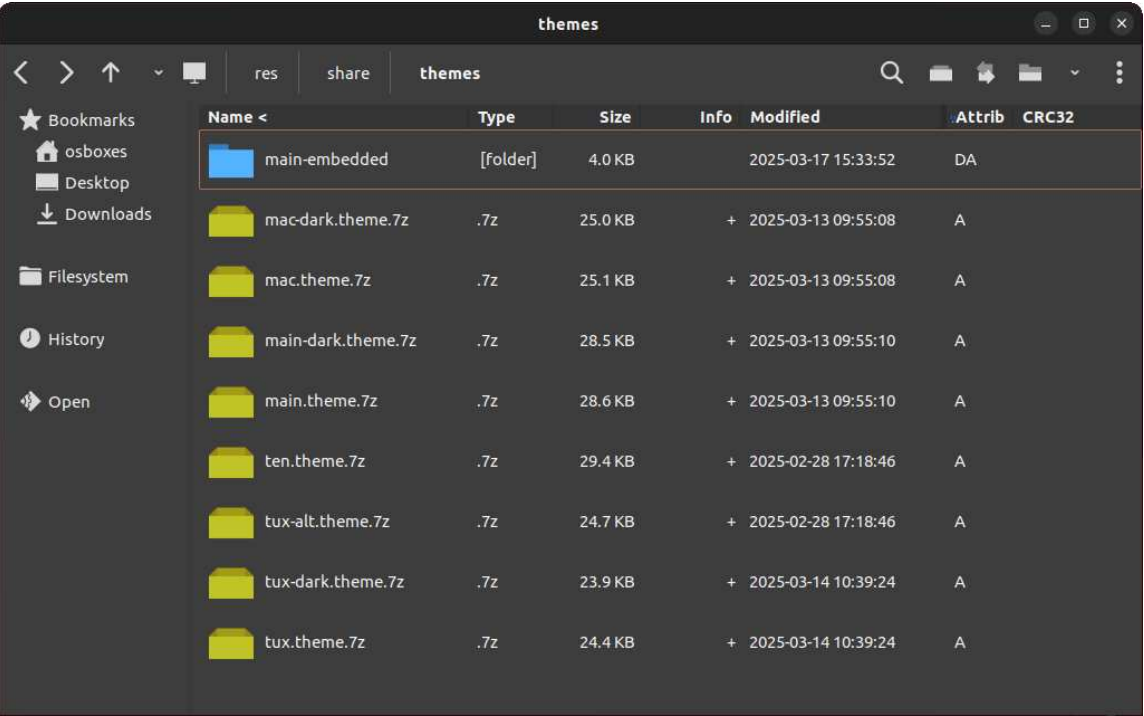 themes
res share themes
Bookmarks
osboxes
Desktop
Downloads
Filesystem
History
Open
Name < Type Size Info Modified Attrib CRC32
main-embedded [folder] 4.0 KB 2025-03-17 15:33:52 DA
mac-dark.theme.7z .7z 25.0 KB + 2025-03-13 09:55:08 A
mac.theme.7z .7z 25.1 KB + 2025-03-13 09:55:08 A
main-dark.theme.7z .7z 28.5 KB + 2025-03-13 09:55:10 A
main.theme.7z .7z 28.6 KB + 2025-03-13 09:55:10 A
ten.theme.7z .7z 29.4 KB + 2025-02-28 17:18:46 A
tux-alt.theme.7z .7z 24.7 KB + 2025-02-28 17:18:46 A
tux-dark.theme.7z .7z 23.9 KB + 2025-03-14 10:39:24 A
tux.theme.7z .7z 24.4 KB + 2025-03-14 10:39:24 A